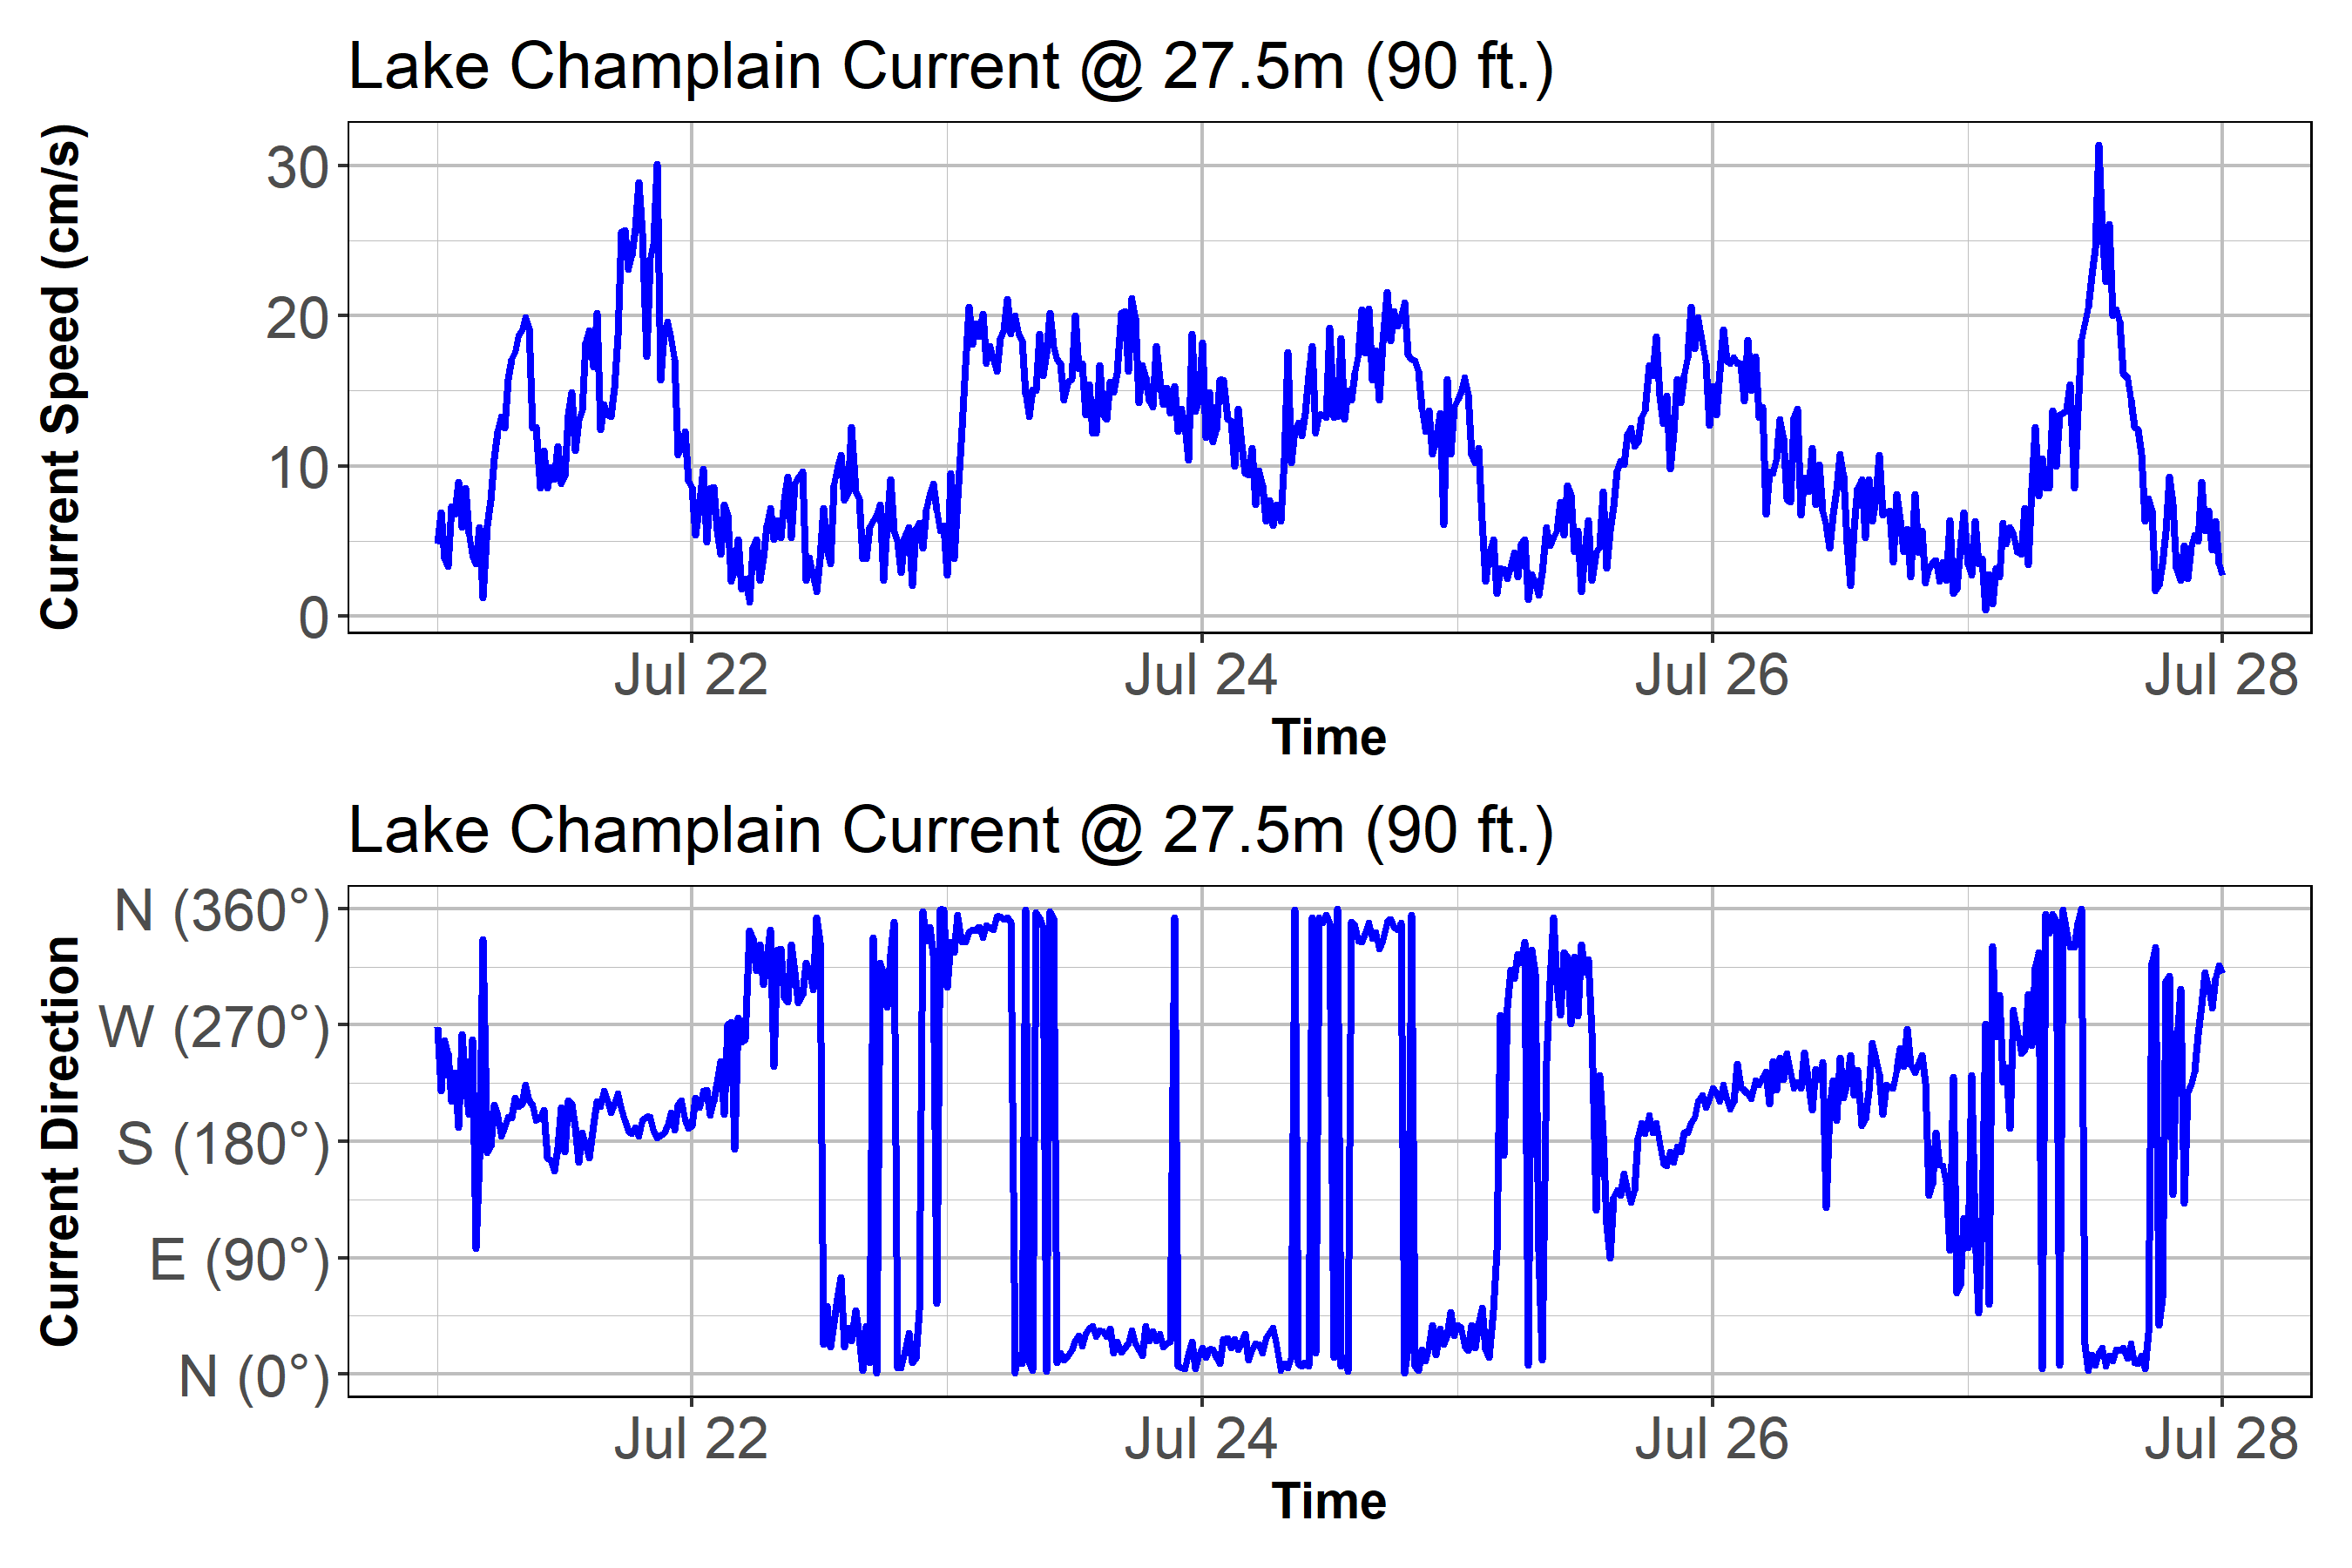 Lake Champlain Current @ 27.5m (90 ft.)
Current Speed (cm/s)
30
20
10
0
Jul 22 Jul 24 Jul 26 Jul 28
Time
Lake Champlain Current @ 27.5m (90 ft.)
Current Direction
N (360°)
W (270°)
S (180°)
E (90°)
N (0°)
Jul 22 Jul 24 Jul 26 Jul 28
Time